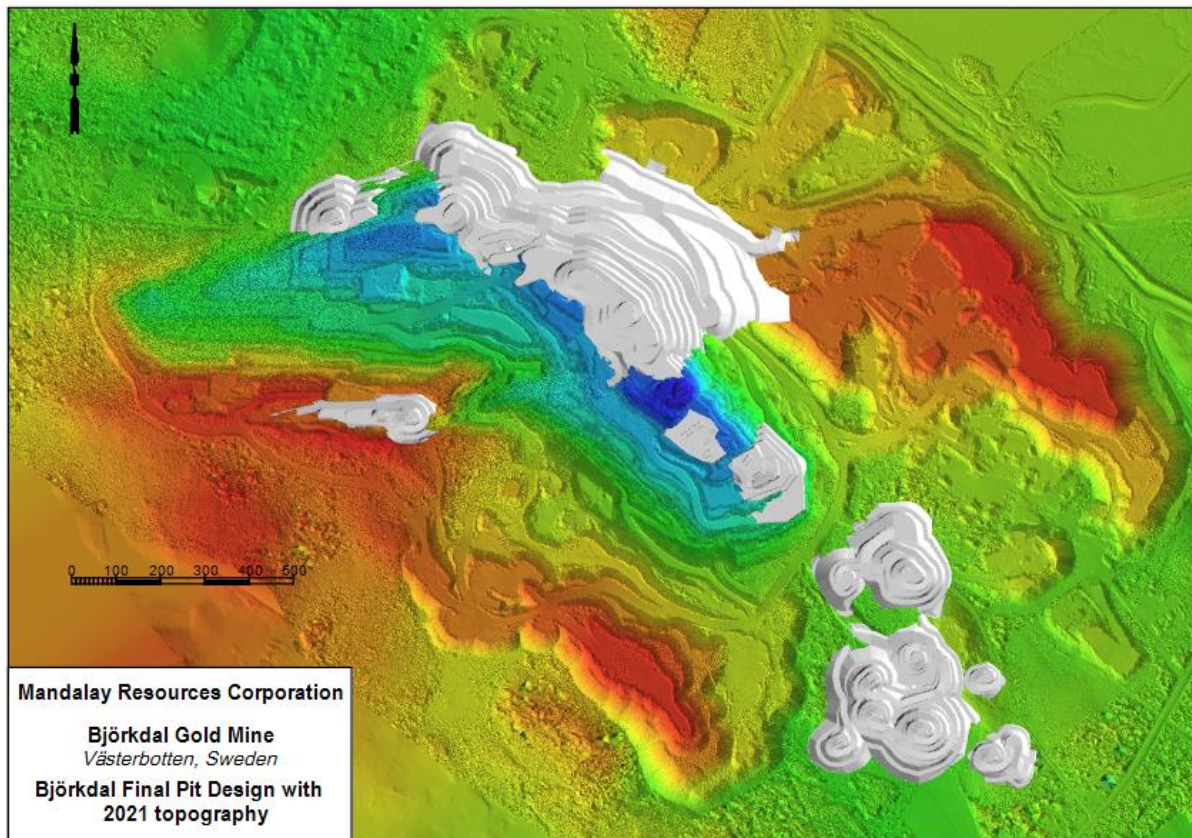 0 100 200 300 400 500
Mandalay Resources Corporation
Björkdal Gold Mine
Västerbotten, Sweden
Björkdal Final Pit Design with
2021 topography